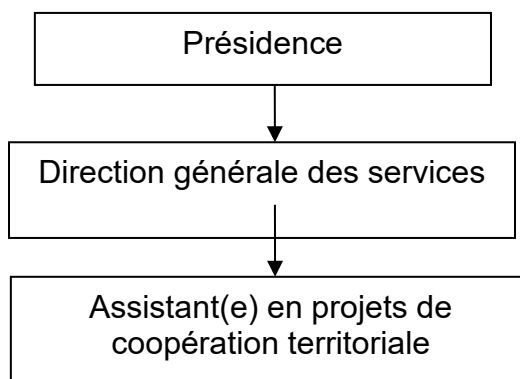 Présidence
Direction générale des services
Assistant(e) en projets de
coopération territoriale